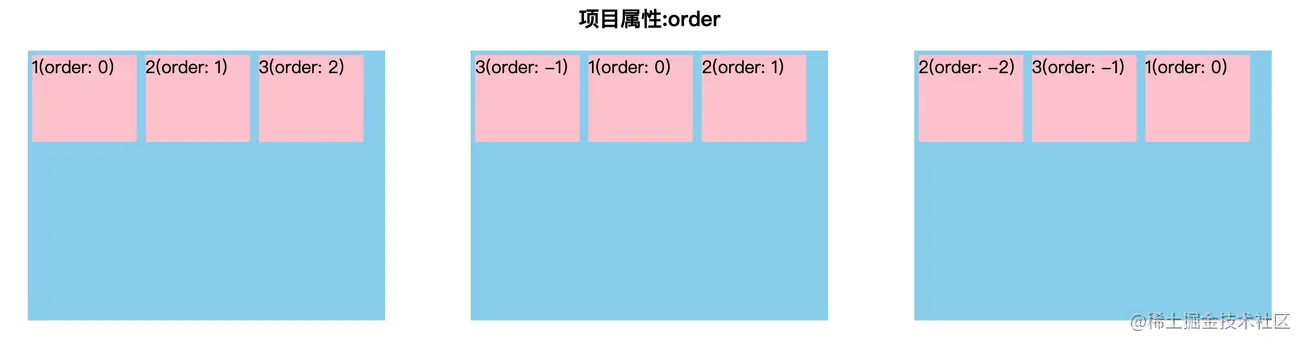 项目属性:order
1(order: 0) 2(order: 1) 3(order: 2)
3(order: -1) 1(order: 0) 2(order: 1)
2(order: -2) 3(order: -1) 1(order: 0)
@稀土掘金技术社区